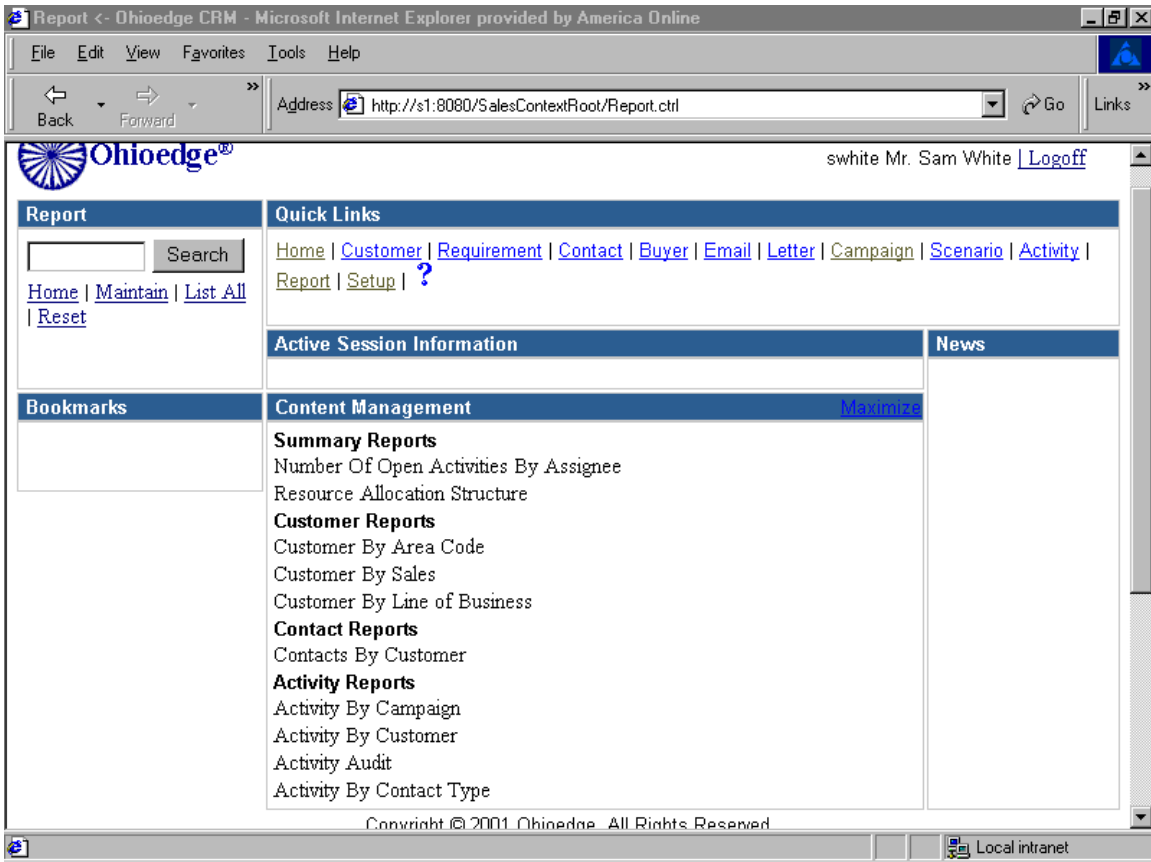 Report <- Ohioedge CRM - Microsoft Internet Explorer provided by America Online
File Edit View Favorites Tools Help
Back Forward » Address http://s1:8080/SalesContextRoot/Report.ctrl Go Links »
Ohioedge®
swhite Mr. Sam White | Logoff
Report
Search
Home | Maintain | List All
| Reset
Quick Links
Home | Customer | Requirement | Contact | Buyer | Email | Letter | Campaign | Scenario | Activity |
Report | Setup | ?
Active Session Information
News
Bookmarks
Content Management Maximize
Summary Reports
Number Of Open Activities By Assignee
Resource Allocation Structure
Customer Reports
Customer By Area Code
Customer By Sales
Customer By Line of Business
Contact Reports
Contacts By Customer
Activity Reports
Activity By Campaign
Activity By Customer
Activity Audit
Activity By Contact Type
Copyright © 2001 Ohioedge. All Rights Reserved
Local intranet